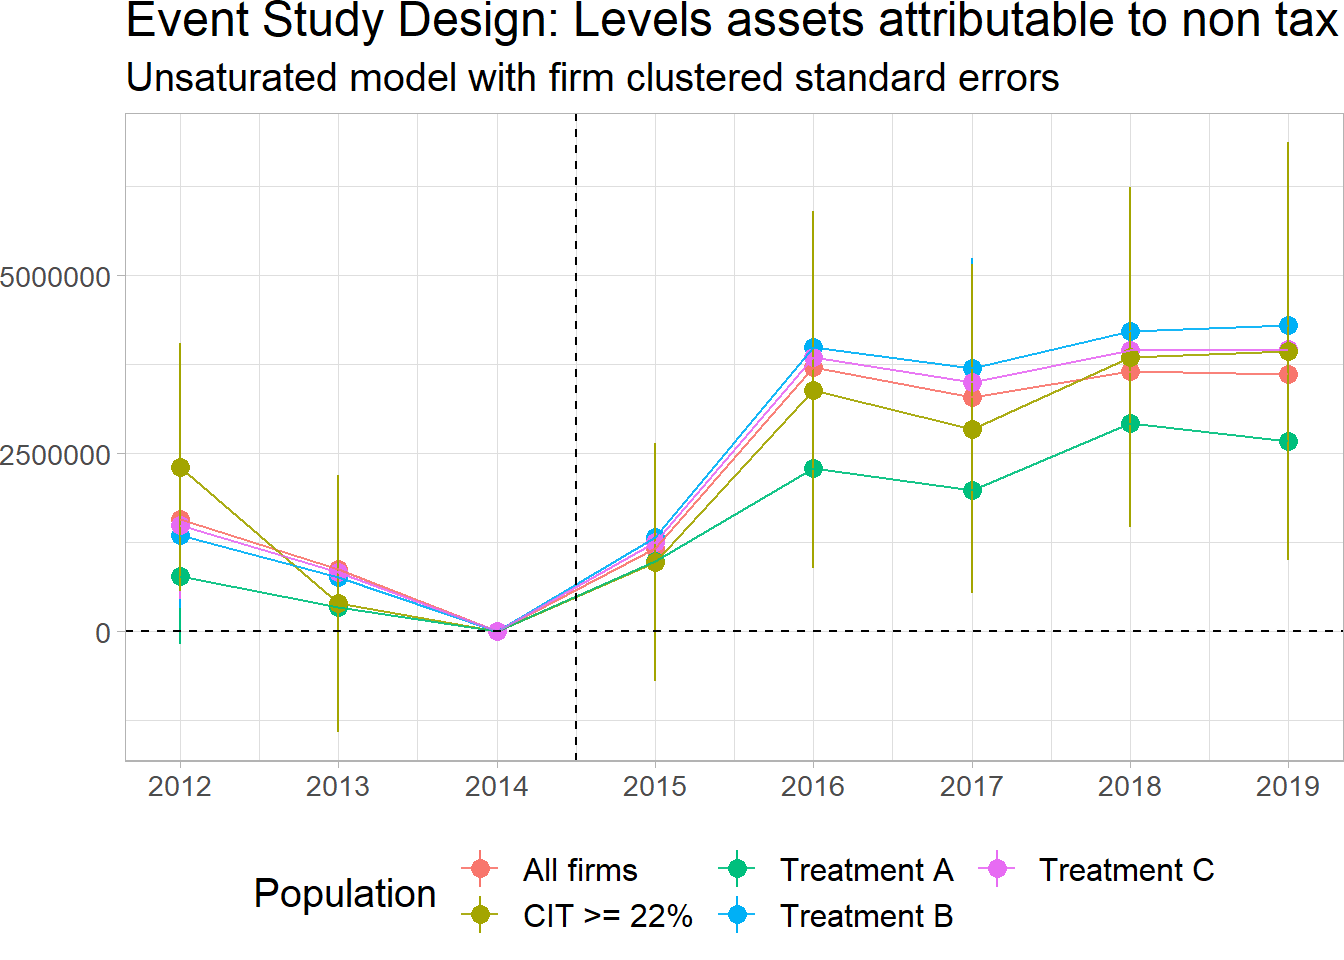 Event Study Design: Levels assets attributable to non tax
Unsaturated model with firm clustered standard errors
5000000
2500000
0
2012 2013 2014 2015 2016 2017 2018 2019
Population
All firms Treatment A Treatment C
CIT >= 22% Treatment B